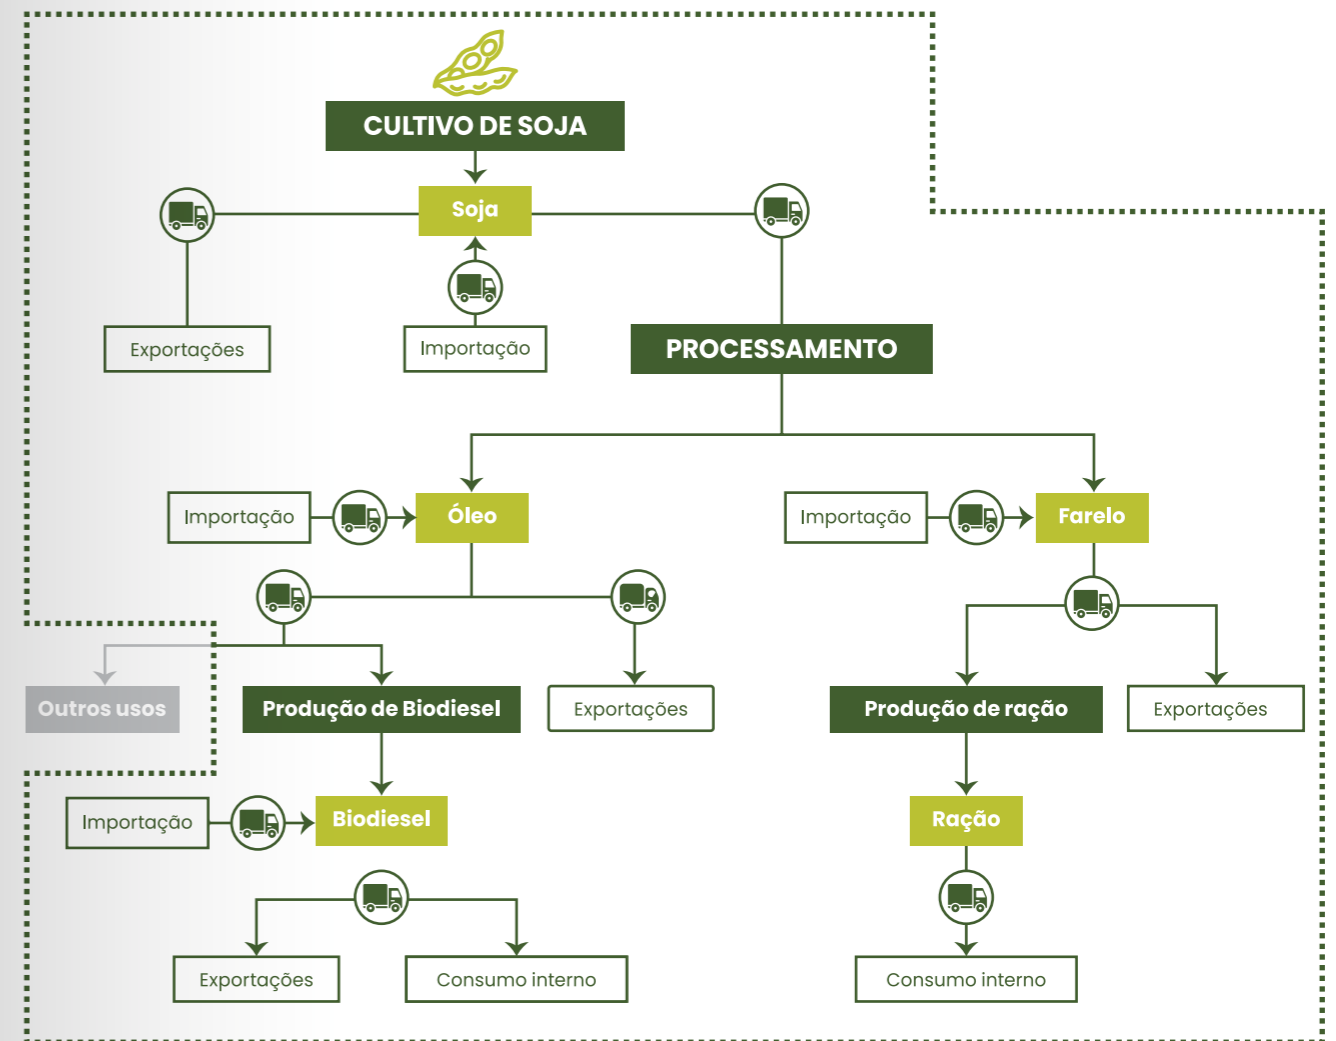 CULTIVO DE SOJA
Soja
Exportações
Importação
PROCESSAMENTO
Importação
Óleo
Importação
Farelo
Outros usos
Produção de Biodiesel
Exportações
Produção de ração
Exportações
Importação
Biodiesel
Ração
Exportações
Consumo interno
Consumo interno